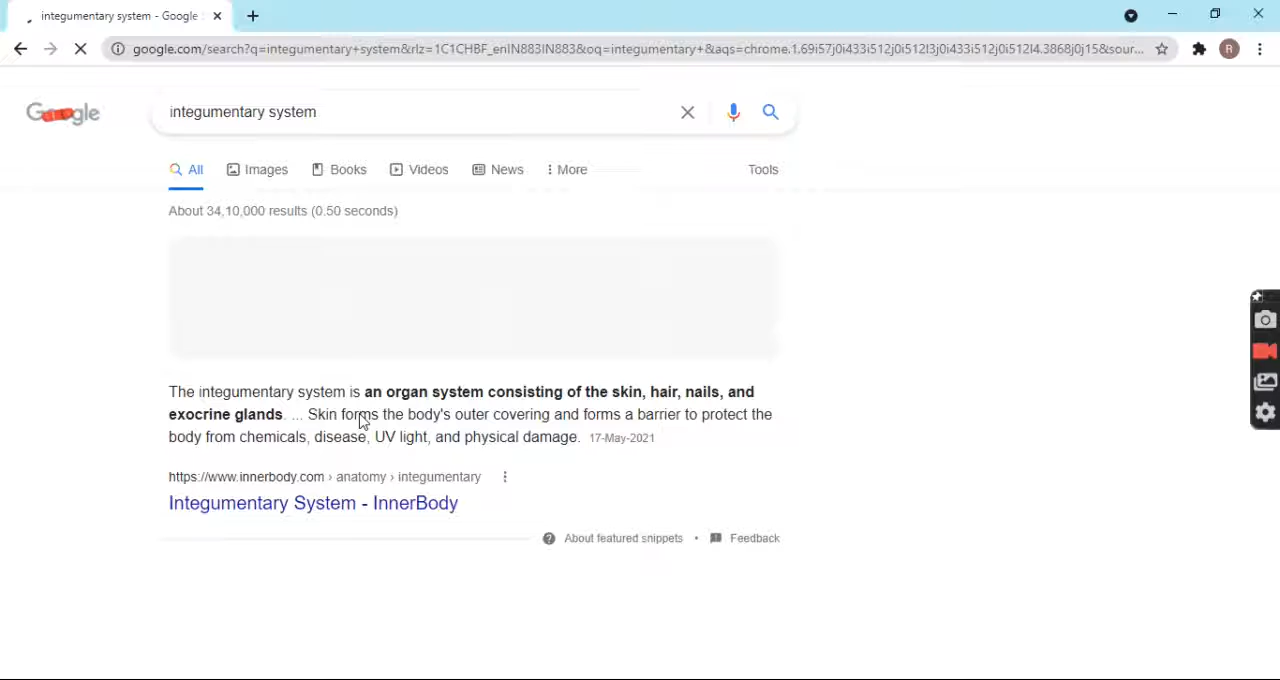 integumentary system - Google
google.com/search?q=integumentary+system&rlz=1C1CHBF_enIN883IN883&oq=integumentary+&aqs=chrome.1.69i57j0i433i512j0i512l3j0i433i512j0i512l4.3868j0j15&sour...
R
Google
integumentary system
All Images Books Videos News More Tools
About 34,10,000 results (0.50 seconds)
The integumentary system is an organ system consisting of the skin, hair, nails, and
exocrine glands. ... Skin forms the body's outer covering and forms a barrier to protect the
body from chemicals, disease, UV light, and physical damage. 17-May-2021
https://www.innerbody.com › anatomy › integumentary
Integumentary System - InnerBody
About featured snippets • Feedback